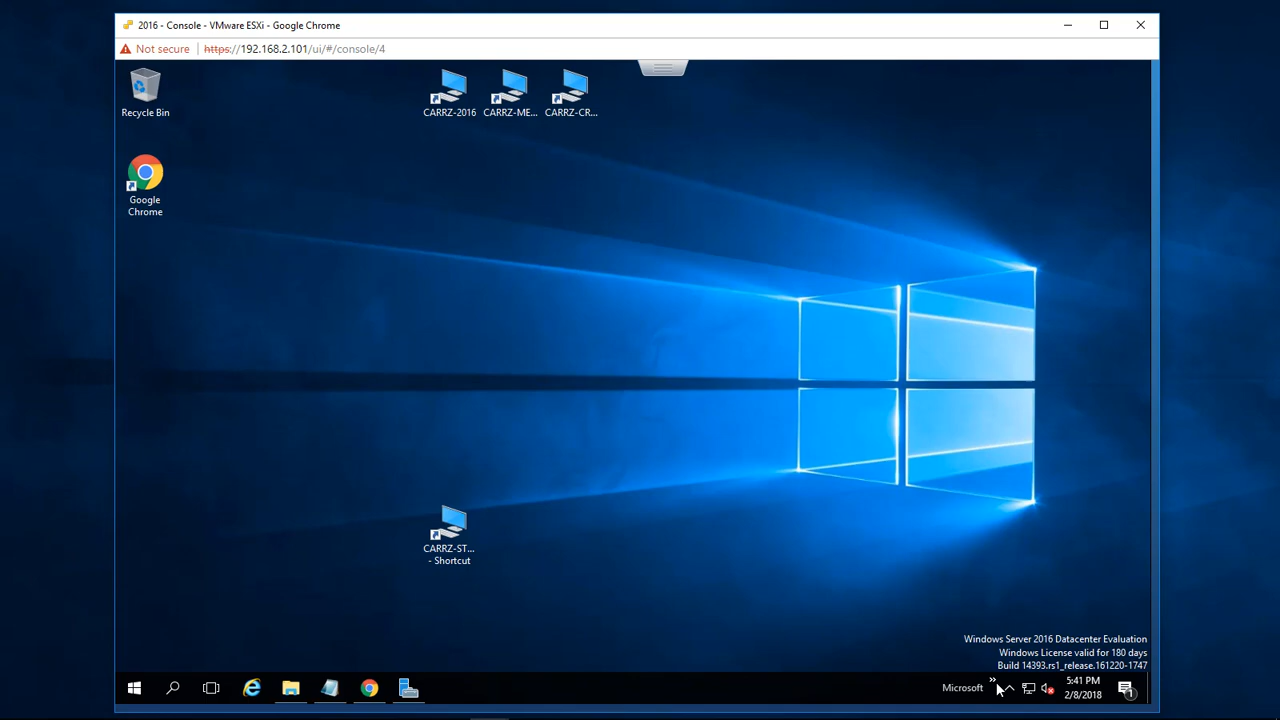 2016 - Console - VMware ESXi - Google Chrome
Not secure | https://192.168.2.101/ui/#/console/4
Recycle Bin
CARRZ-2016
CARRZ-ME...
CARRZ-CR...
Google
Chrome
CARRZ-ST...
- Shortcut
Windows Server 2016 Datacenter Evaluation
Windows License valid for 180 days
Build 14393.rs1_release.161220-1747
Microsoft
5:41 PM
2/8/2018
1